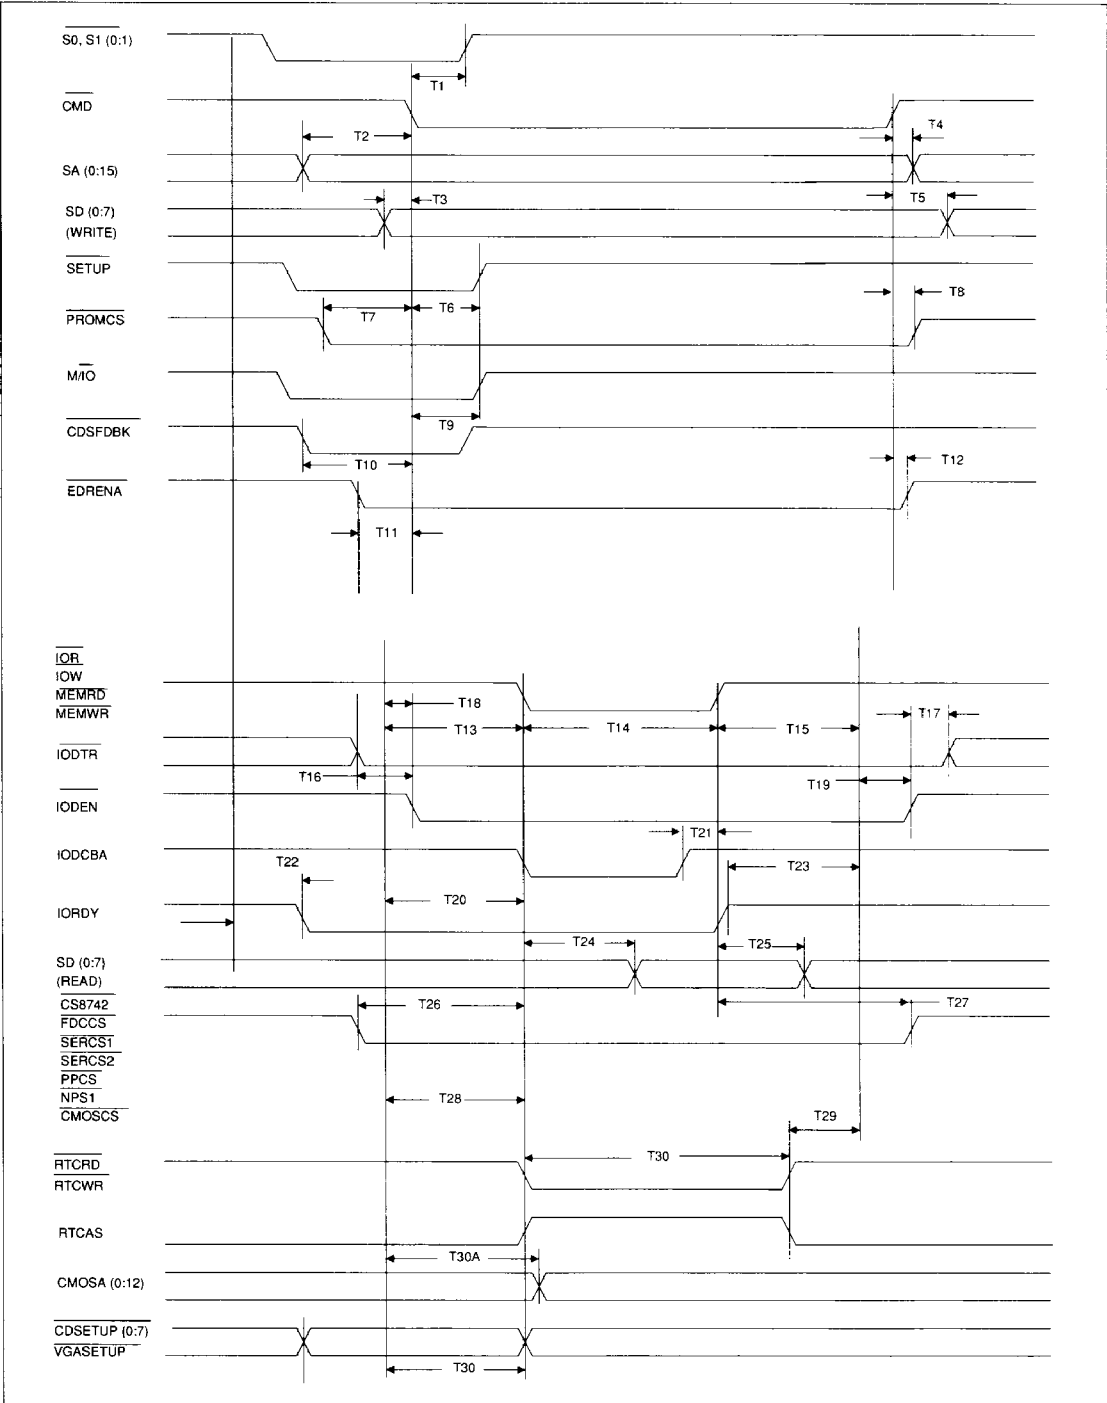 S0, S1 (0:1)
T1
CMD
T2
T4
SA (0:15)
T3
T5
SD (0:7)
(WRITE)
SETUP
T7
T6
T8
PROMCS
M/IO
T9
CDSFDBK
T10
T12
EDRENA
T11
IOR
IOW
MEMRD
MEMWR
T18
T13
T14
T15
T17
IODTR
T16
T19
IODEN
T21
IODCBA
T22
T23
T20
IORDY
T24
T25
SD (0:7)
(READ)
CS8742
T26
T27
FDCCS
SERCS1
SERCS2
PPCS
NPS1
T28
CMOSCS
T29
T30
RTCRD
RTCWR
RTCAS
T30A
CMOSA (0:12)
CDSETUP (0:7)
VGASETUP
T30